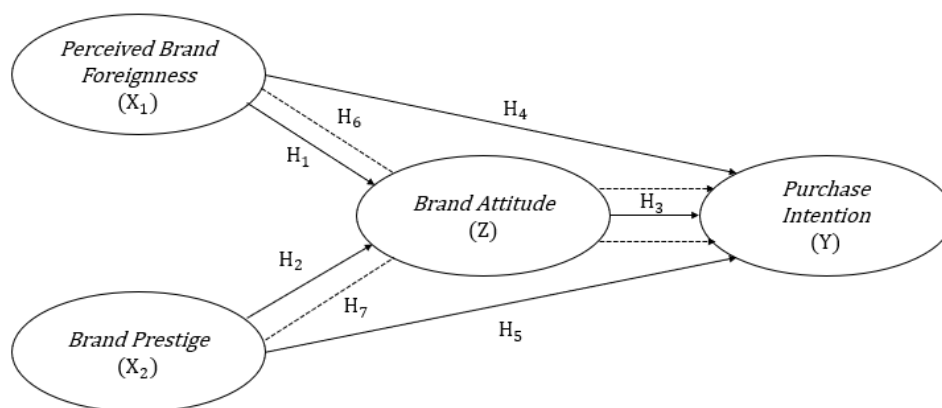 Perceived Brand
Foreignness
(X₁)
H₄
H₆
H₁
Brand Attitude
(Z)
H₃
Purchase
Intention
(Y)
H₂
H₇
H₅
Brand Prestige
(X₂)